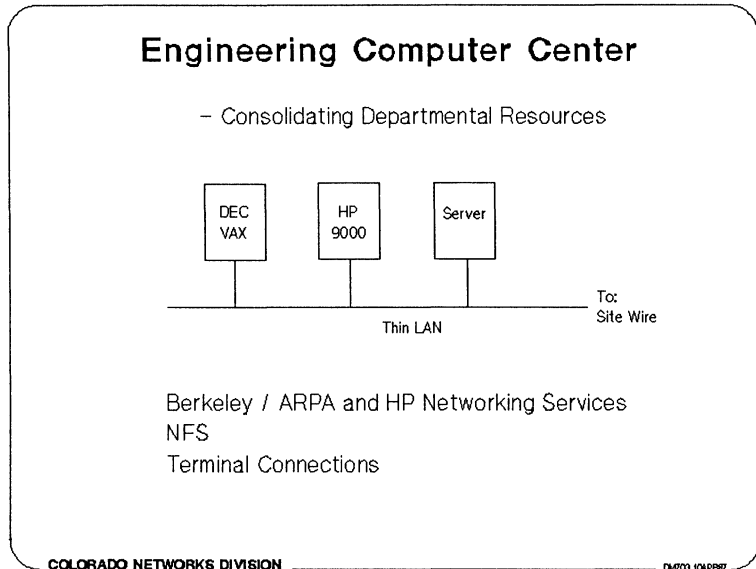 Engineering Computer Center
- Consolidating Departmental Resources
DEC
VAX
HP
9000
Server
To:
Site Wire
Thin LAN
Berkeley / ARPA and HP Networking Services
NFS
Terminal Connections
COLORADO NETWORKS DIVISION